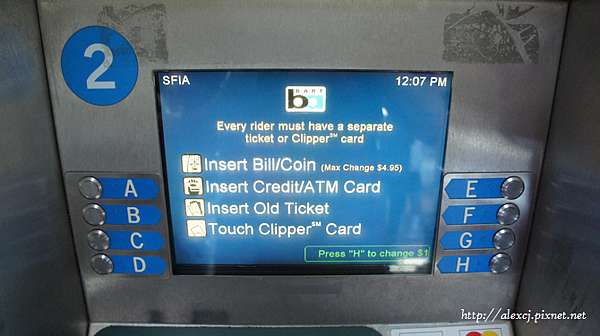 2
SFIA 12:07 PM
BART
ba
Every rider must have a separate
ticket or Clipper℠ card
Insert Bill/Coin (Max Change $4.95)
Insert Credit/ATM Card
Insert Old Ticket
Touch Clipper℠ Card
Press "H" to change $1
A E
B F
C G
D H
http://alexcj.pixnet.net